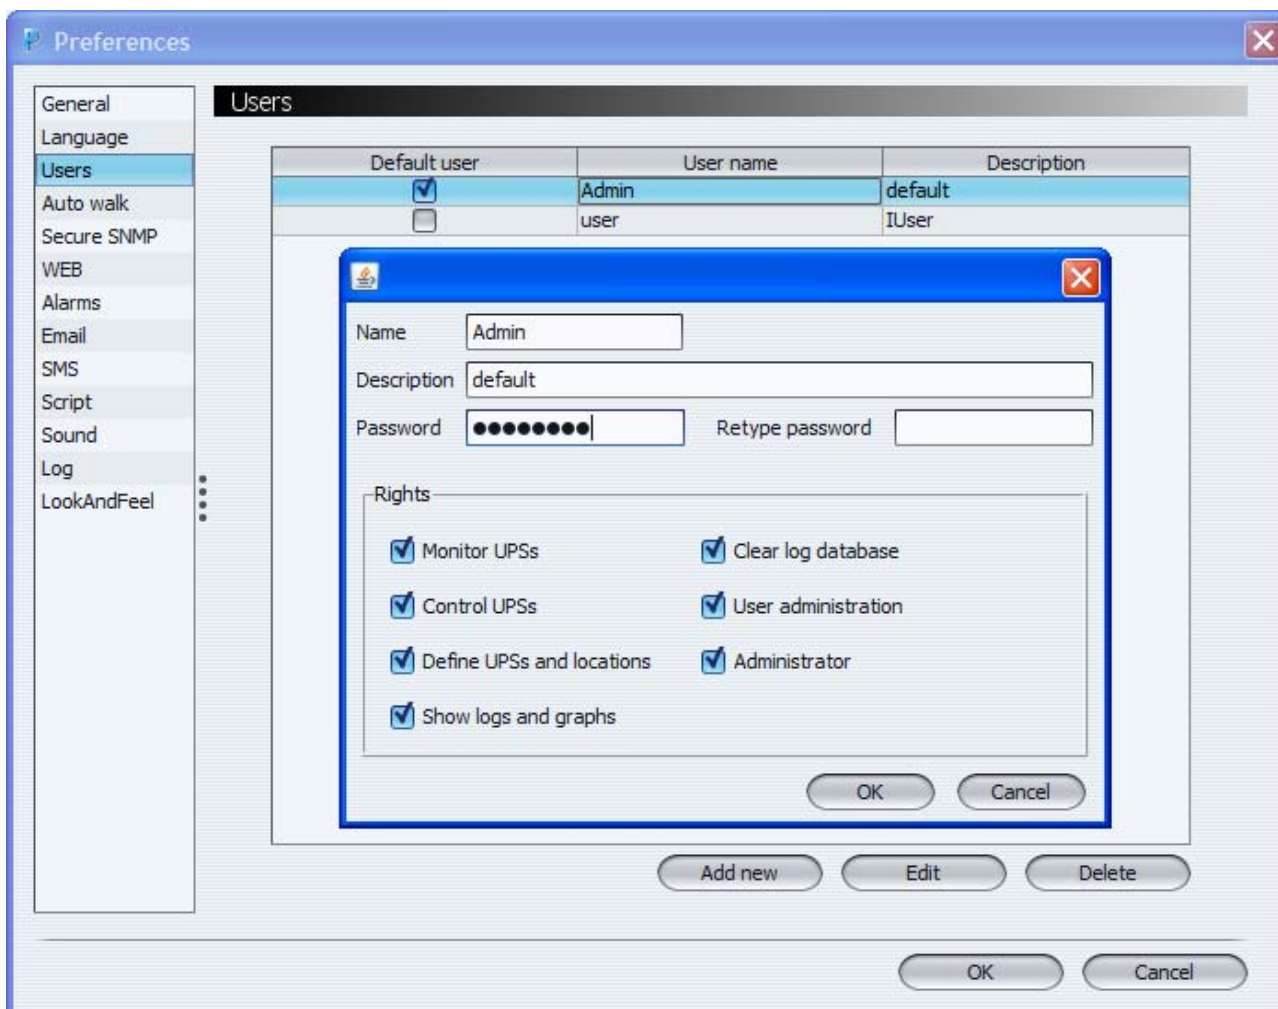 Preferences
General
Language
Users
Auto walk
Secure SNMP
WEB
Alarms
Email
SMS
Script
Sound
Log
LookAndFeel
Users
Default user User name Description
Admin default
user IUser
Name Admin
Description default
Password ●●●●●●●● Retype password
Rights
Monitor UPSs Clear log database
Control UPSs User administration
Define UPSs and locations Administrator
Show logs and graphs
OK Cancel
Add new Edit Delete
OK Cancel